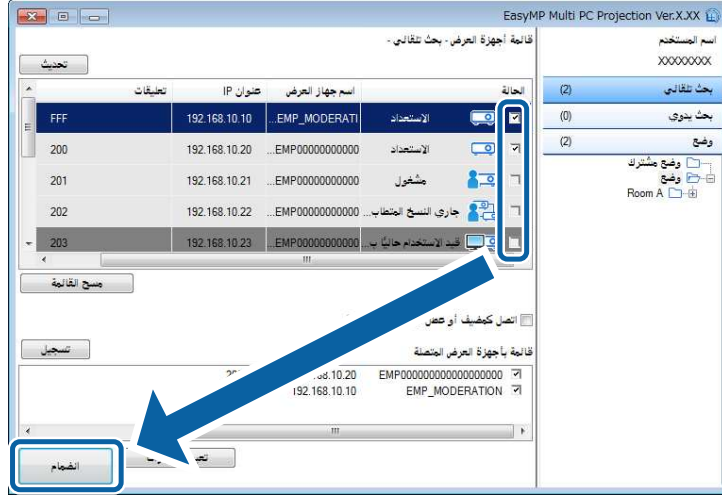 EasyMP Multi PC Projection Ver.X.XX
اسم المستخدم
XXXXXXXX
بحث تلقائي (2)
بحث يدوي (0)
وضع (2)
وضع مشترك
وضع
Room A
قائمة أجهزة العرض - بحث تلقائي -
تحديث
الحالة اسم جهاز العرض عنوان IP تعليقات
الاستعداد EMP_MODERATI... 192.168.10.10 FFF
الاستعداد EMP00000000000... 192.168.10.20 200
مشغول EMP00000000000... 192.168.10.21 201
جاري النسخ المتطاب... EMP00000000000... 192.168.10.22 202
قيد الاستخدام حاليًا ب... EMP00000000000... 192.168.10.23 203
مسح القائمة
اتصل كمضيف أو
تسجيل
قائمة بأجهزة العرض المتصلة
EMP000000000000000000
EMP_MODERATION 192.168.10.10
انضمام